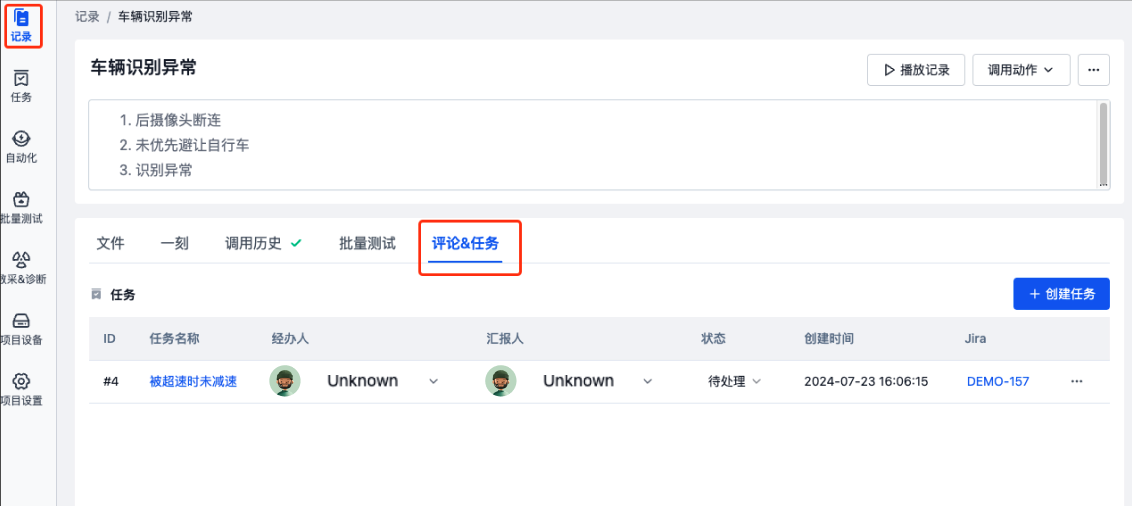 记录
任务
自动化
批量测试
数采&诊断
项目设备
项目设置
记录 / 车辆识别异常
车辆识别异常
播放记录
调用动作
1. 后摄像头断连
2. 未优先避让自行车
3. 识别异常
文件 一刻 调用历史 批量测试 评论&任务
任务
+ 创建任务
ID 任务名称 经办人 汇报人 状态 创建时间 Jira
#4 被超速时未减速 Unknown Unknown 待处理 2024-07-23 16:06:15 DEMO-157